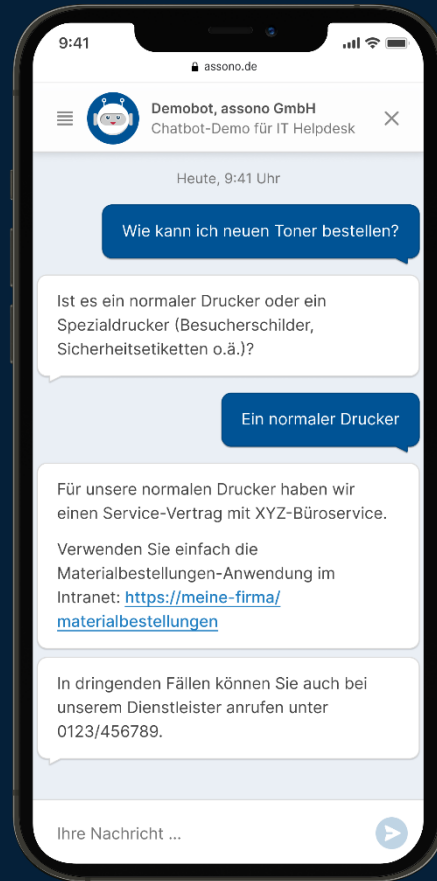 9:41
assono.de
Demobot, assono GmbH
Chatbot-Demo für IT Helpdesk
Heute, 9:41 Uhr
Wie kann ich neuen Toner bestellen?
Ist es ein normaler Drucker oder ein
Spezialdrucker (Besucherschilder,
Sicherheitsetiketten o.ä.)?
Ein normaler Drucker
Für unsere normalen Drucker haben wir
einen Service-Vertrag mit XYZ-Büroservice.
Verwenden Sie einfach die
Materialbestellungen-Anwendung im
Intranet: https://meine-firma/
materialbestellungen
In dringenden Fällen können Sie auch bei
unserem Dienstleister anrufen unter
0123/456789.
Ihre Nachricht ...